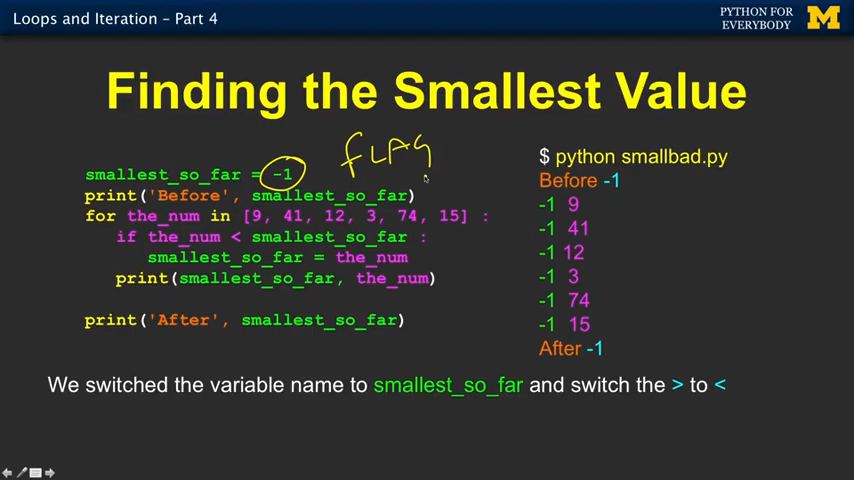 Loops and Iteration – Part 4
PYTHON FOR
EVERYBODY
M
Finding the Smallest Value
FLAG
smallest_so_far = -1
print('Before', smallest_so_far)
for the_num in [9, 41, 12, 3, 74, 15] :
    if the_num < smallest_so_far :
        smallest_so_far = the_num
    print(smallest_so_far, the_num)
print('After', smallest_so_far)
$ python smallbad.py
Before -1
-1 9
-1 41
-1 12
-1 3
-1 74
-1 15
After -1
We switched the variable name to smallest_so_far and switch the > to <